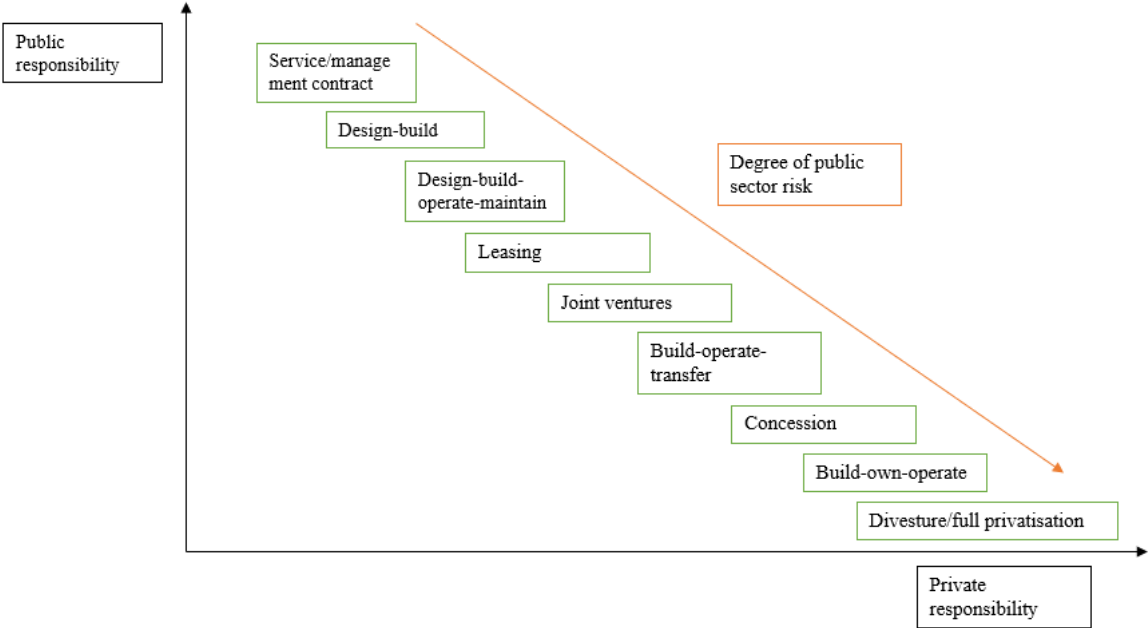 Public
responsibility
Service/manage
ment contract
Design-build
Design-build-
operate-maintain
Degree of public
sector risk
Leasing
Joint ventures
Build-operate-
transfer
Concession
Build-own-operate
Divesture/full privatisation
Private
responsibility